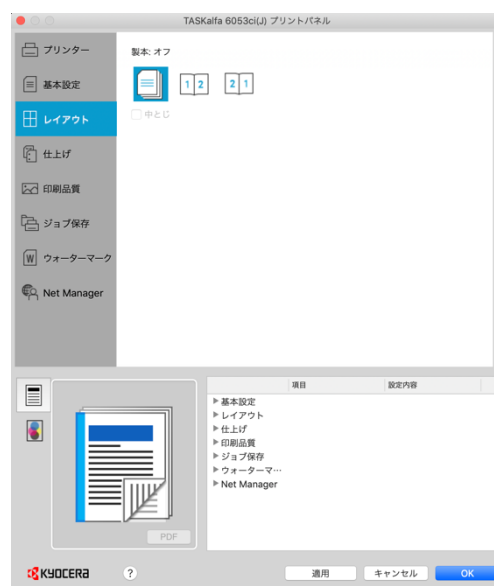 TASKalfa 6053ci(J) プリントパネル
プリンター
基本設定
レイアウト
仕上げ
印刷品質
ジョブ保存
W ウォーターマーク
Net Manager
製本: オフ
1 2
2 1
中とじ
項目 設定内容
基本設定
レイアウト
仕上げ
印刷品質
ジョブ保存
ウォーターマ…
Net Manager
PDF
KYOCERA
?
適用 キャンセル OK